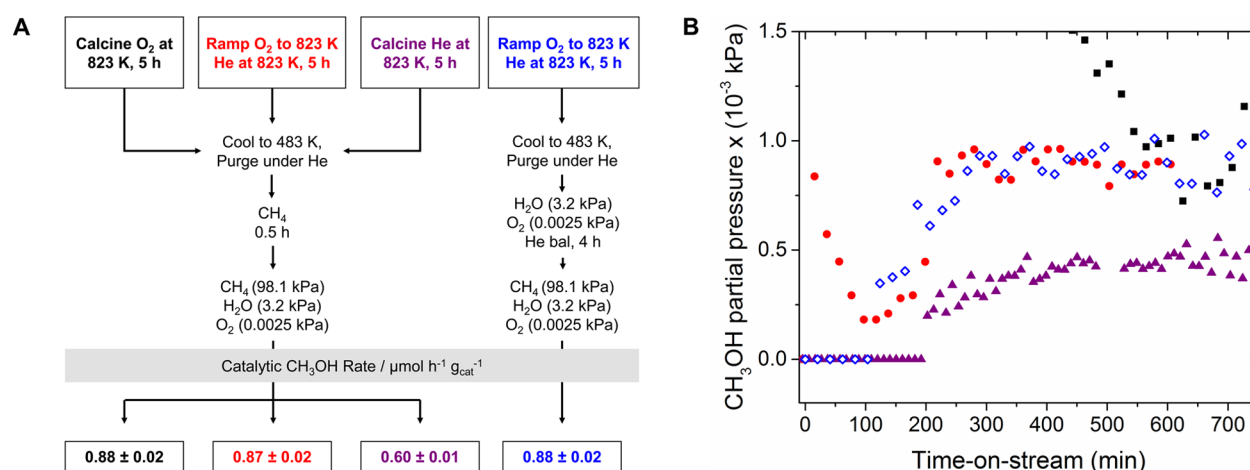 A
Calcine O₂ at
823 K, 5 h
Ramp O₂ to 823 K
He at 823 K, 5 h
Calcine He at
823 K, 5 h
Ramp O₂ to 823 K
He at 823 K, 5 h
Cool to 483 K,
Purge under He
Cool to 483 K,
Purge under He
CH₄
0.5 h
H₂O (3.2 kPa)
O₂ (0.0025 kPa)
He bal, 4 h
CH₄ (98.1 kPa)
H₂O (3.2 kPa)
O₂ (0.0025 kPa)
CH₄ (98.1 kPa)
H₂O (3.2 kPa)
O₂ (0.0025 kPa)
Catalytic CH₃OH Rate / μmol h⁻¹ g_cat⁻¹
0.88 ± 0.02
0.87 ± 0.02
0.60 ± 0.01
0.88 ± 0.02
B
CH₃OH partial pressure x (10⁻³ kPa)
1.5
1.0
0.5
0.0
0
100
200
300
400
500
600
700
Time-on-stream (min)